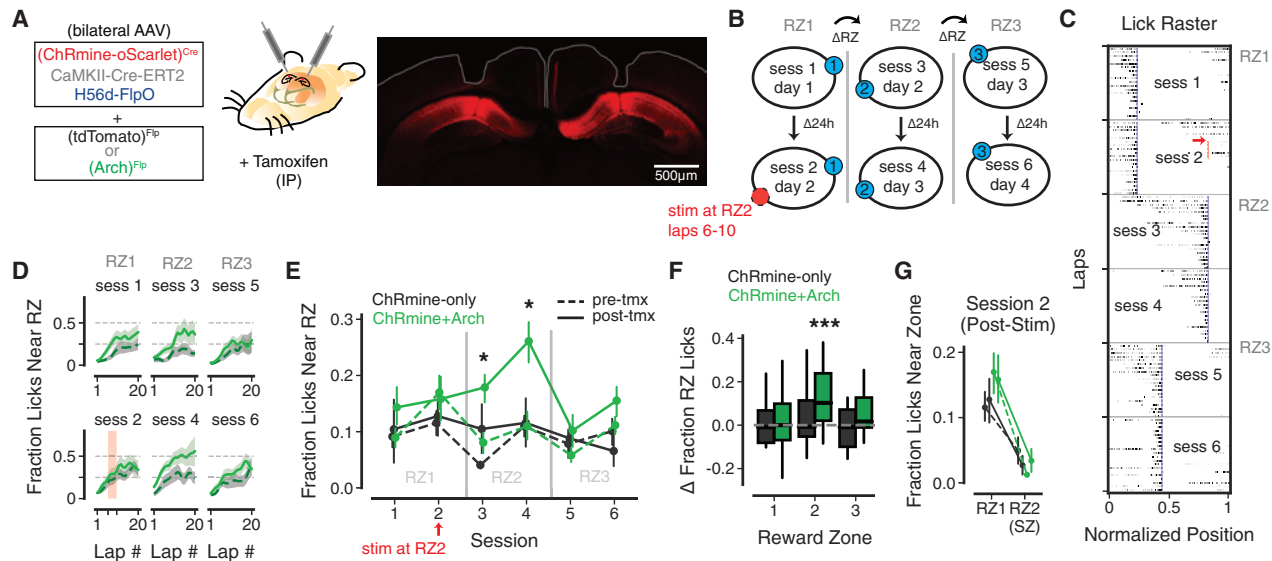 A
(bilateral AAV)
(ChRmine-oScarlet)Cre
CaMKII-Cre-ERT2
H56d-FlpO
+
(tdTomato)Flp
or
(Arch)Flp
+ Tamoxifen
(IP)
500µm
B
RZ1
RZ2
RZ3
ΔRZ
ΔRZ
sess 1
day 1
1
sess 3
day 2
2
sess 5
day 3
3
Δ24h
Δ24h
Δ24h
sess 2
day 2
1
sess 4
day 3
2
sess 6
day 4
3
stim at RZ2
laps 6-10
C
Lick Raster
RZ1
sess 1
sess 2
RZ2
sess 3
sess 4
RZ3
sess 5
sess 6
Laps
0
0.5
1
Normalized Position
D
RZ1
RZ2
RZ3
sess 1
sess 3
sess 5
0.5
0
1
20
1
20
1
20
sess 2
sess 4
sess 6
0.5
0
1
20
1
20
1
20
Lap #
Lap #
Lap #
Fraction Licks Near RZ
E
ChRmine-only
ChRmine+Arch
pre-tmx
post-tmx
*
*
0.3
0.2
0.1
0.0
RZ1
RZ2
RZ3
1
2
3
4
5
6
Fraction Licks Near RZ
stim at RZ2
Session
F
ChRmine-only
ChRmine+Arch
***
0.4
0.2
0.0
-0.2
1
2
3
Δ Fraction RZ Licks
Reward Zone
G
Session 2
(Post-Stim)
0.2
0.1
0.0
Fraction Licks Near Zone
RZ1
RZ2
(SZ)